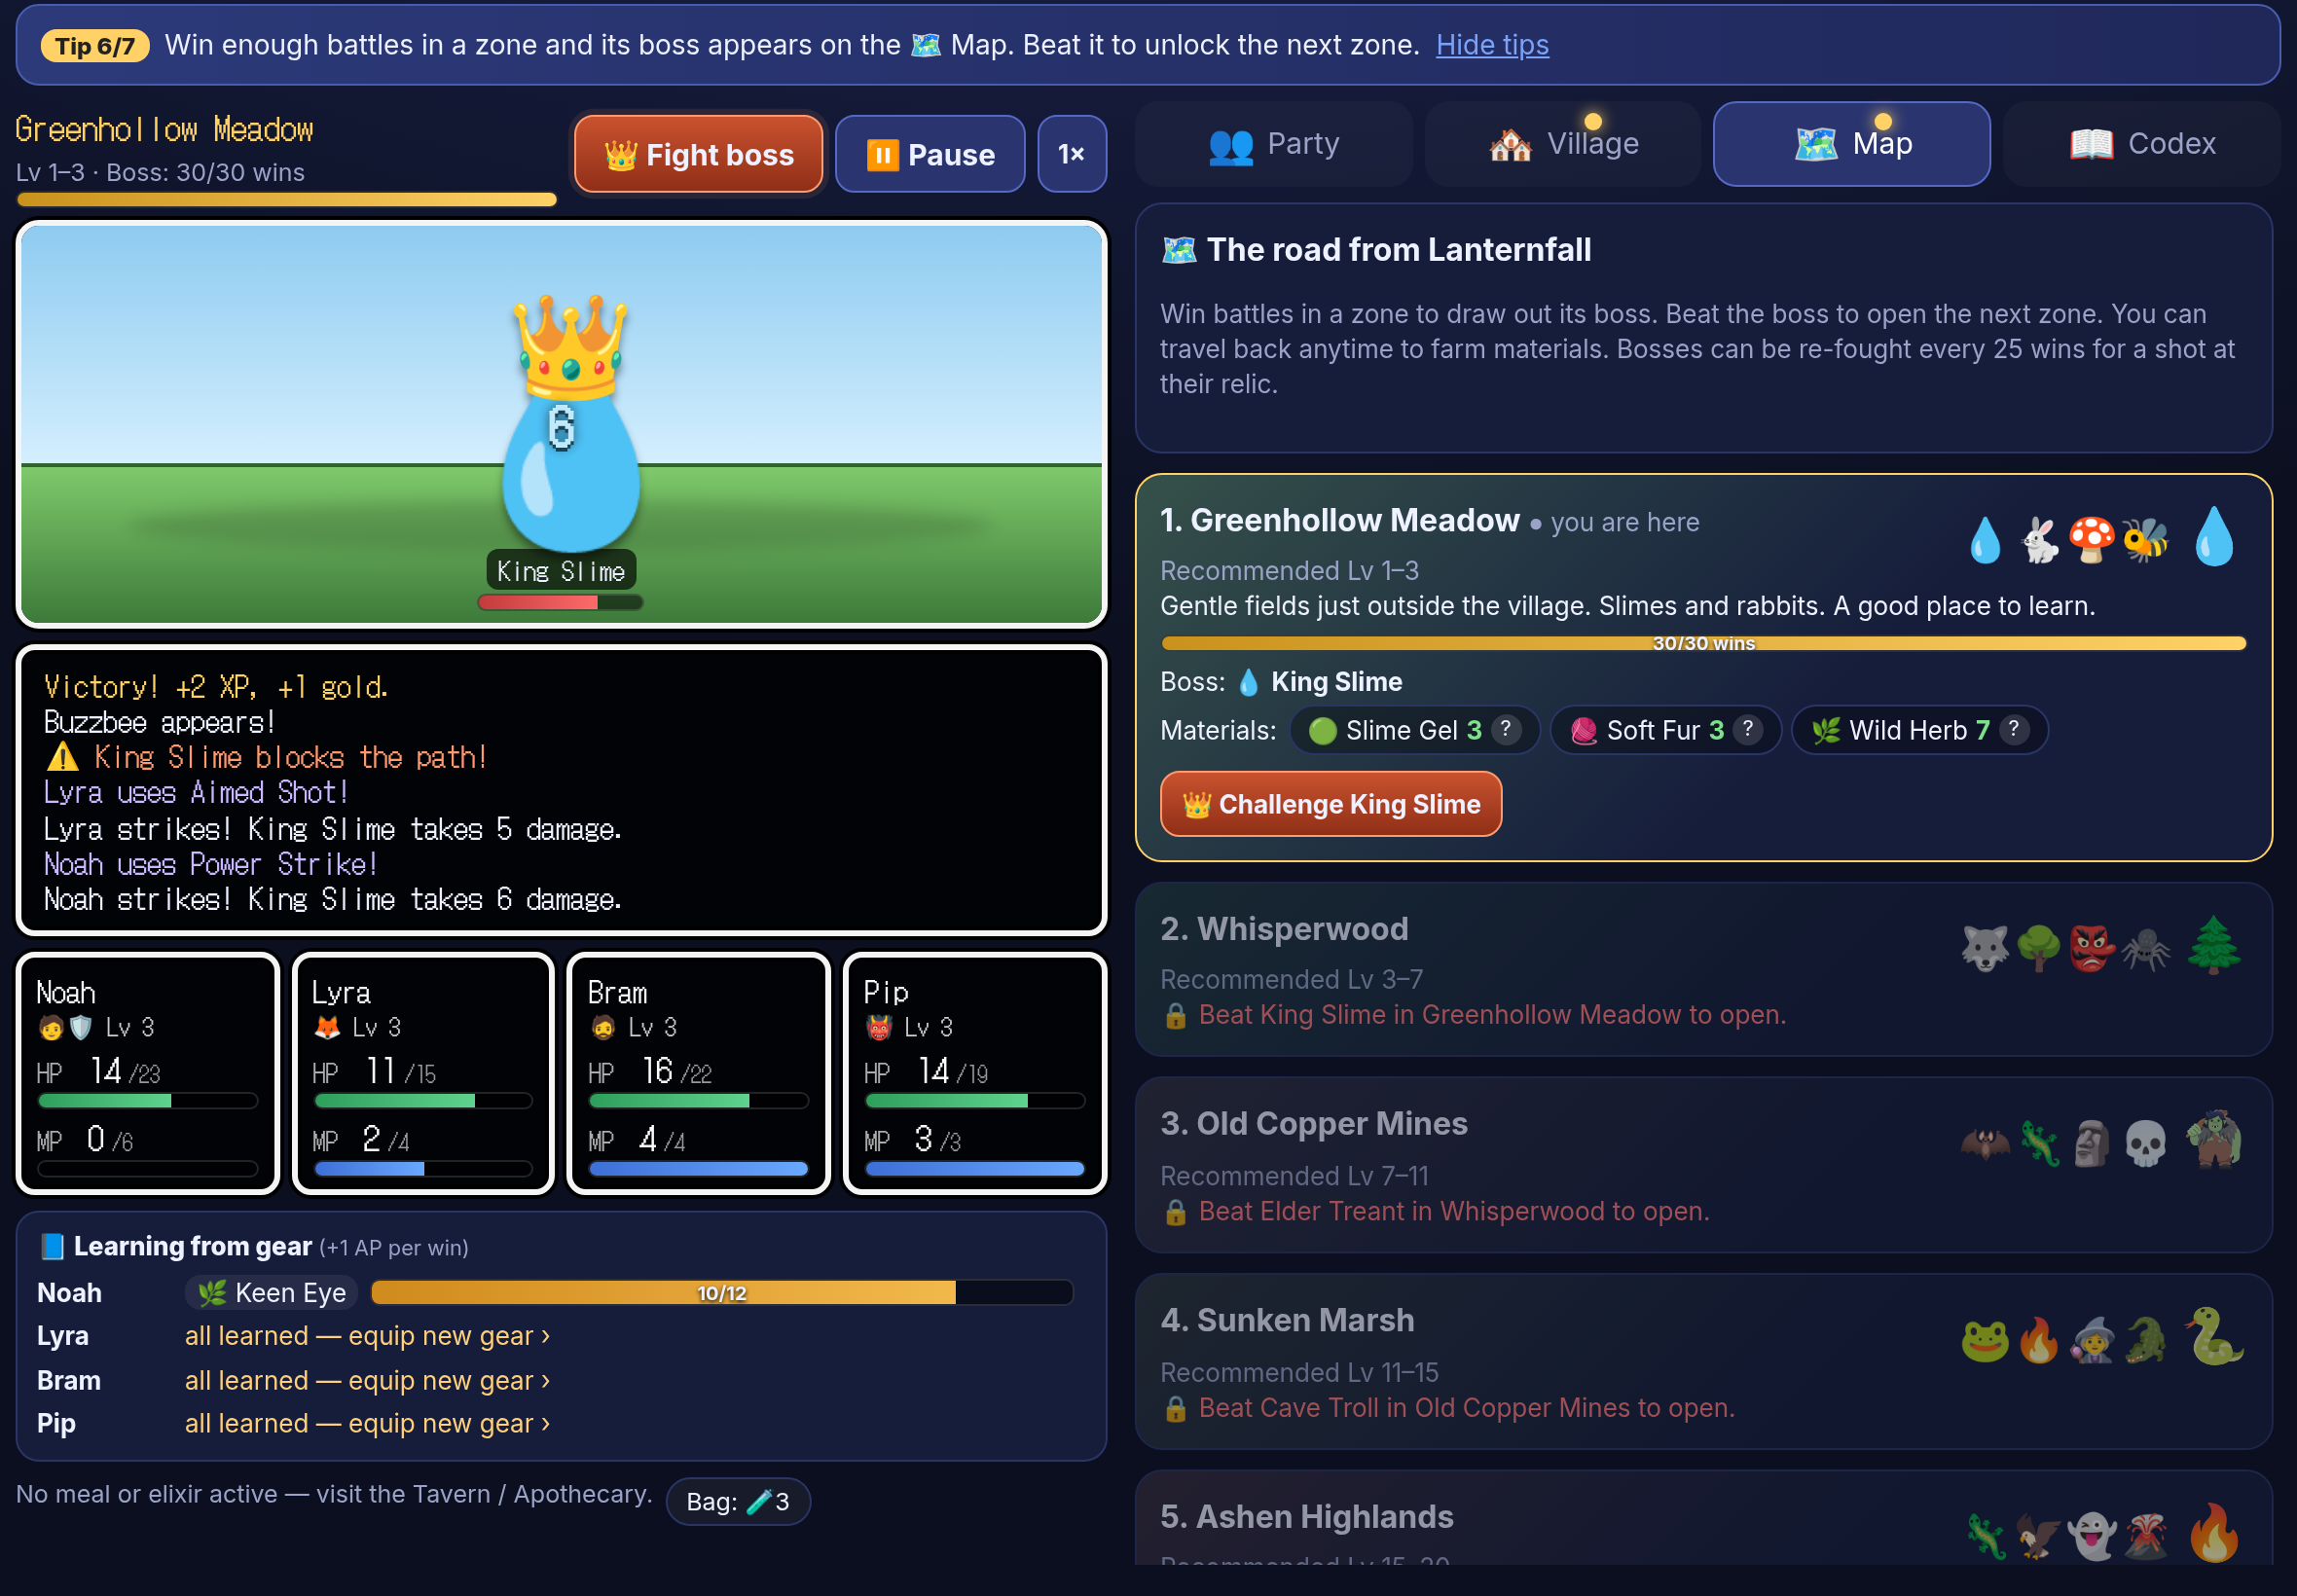 Tip 6/7 Win enough battles in a zone and its boss appears on the 🗺️ Map. Beat it to unlock the next zone. Hide tips
Greenhollow Meadow
Lv 1–3 · Boss: 30/30 wins
👑 Fight boss
⏸️ Pause
1×
6
King Slime
Victory! +2 XP, +1 gold.
Buzzbee appears!
⚠️ King Slime blocks the path!
Lyra uses Aimed Shot!
Lyra strikes! King Slime takes 5 damage.
Noah uses Power Strike!
Noah strikes! King Slime takes 6 damage.
Noah
Lv 3
HP 14/23
MP 0/6
Lyra
Lv 3
HP 11/15
MP 2/4
Bram
Lv 3
HP 16/22
MP 4/4
Pip
Lv 3
HP 14/19
MP 3/3
📘 Learning from gear (+1 AP per win)
Noah 🌿 Keen Eye 10/12
Lyra all learned — equip new gear ›
Bram all learned — equip new gear ›
Pip all learned — equip new gear ›
No meal or elixir active — visit the Tavern / Apothecary. Bag: 🧪3
👥 Party
🏘️ Village
🗺️ Map
📖 Codex
🗺️ The road from Lanternfall
Win battles in a zone to draw out its boss. Beat the boss to open the next zone. You can
travel back anytime to farm materials. Bosses can be re-fought every 25 wins for a shot at
their relic.
1. Greenhollow Meadow ● you are here
Recommended Lv 1–3
Gentle fields just outside the village. Slimes and rabbits. A good place to learn.
30/30 wins
Boss: 💧 King Slime
Materials: 🟢 Slime Gel 3 ? 🧶 Soft Fur 3 ? 🌿 Wild Herb 7 ?
👑 Challenge King Slime
2. Whisperwood
Recommended Lv 3–7
🔒 Beat King Slime in Greenhollow Meadow to open.
3. Old Copper Mines
Recommended Lv 7–11
🔒 Beat Elder Treant in Whisperwood to open.
4. Sunken Marsh
Recommended Lv 11–15
🔒 Beat Cave Troll in Old Copper Mines to open.
5. Ashen Highlands
Recommended Lv 15–20